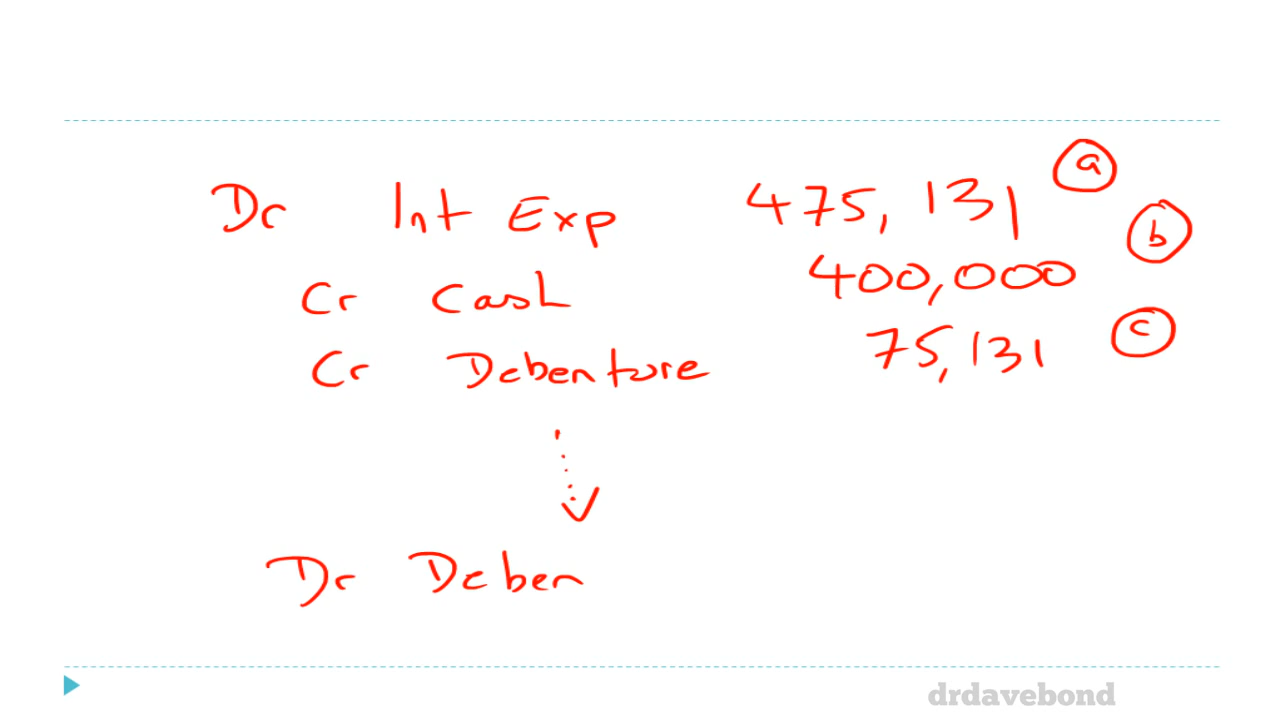 Dr Int Exp 475,131 a
Cr Cash 400,000 b
Cr Debenture 75,131 c
Dr Deben
drdavebond